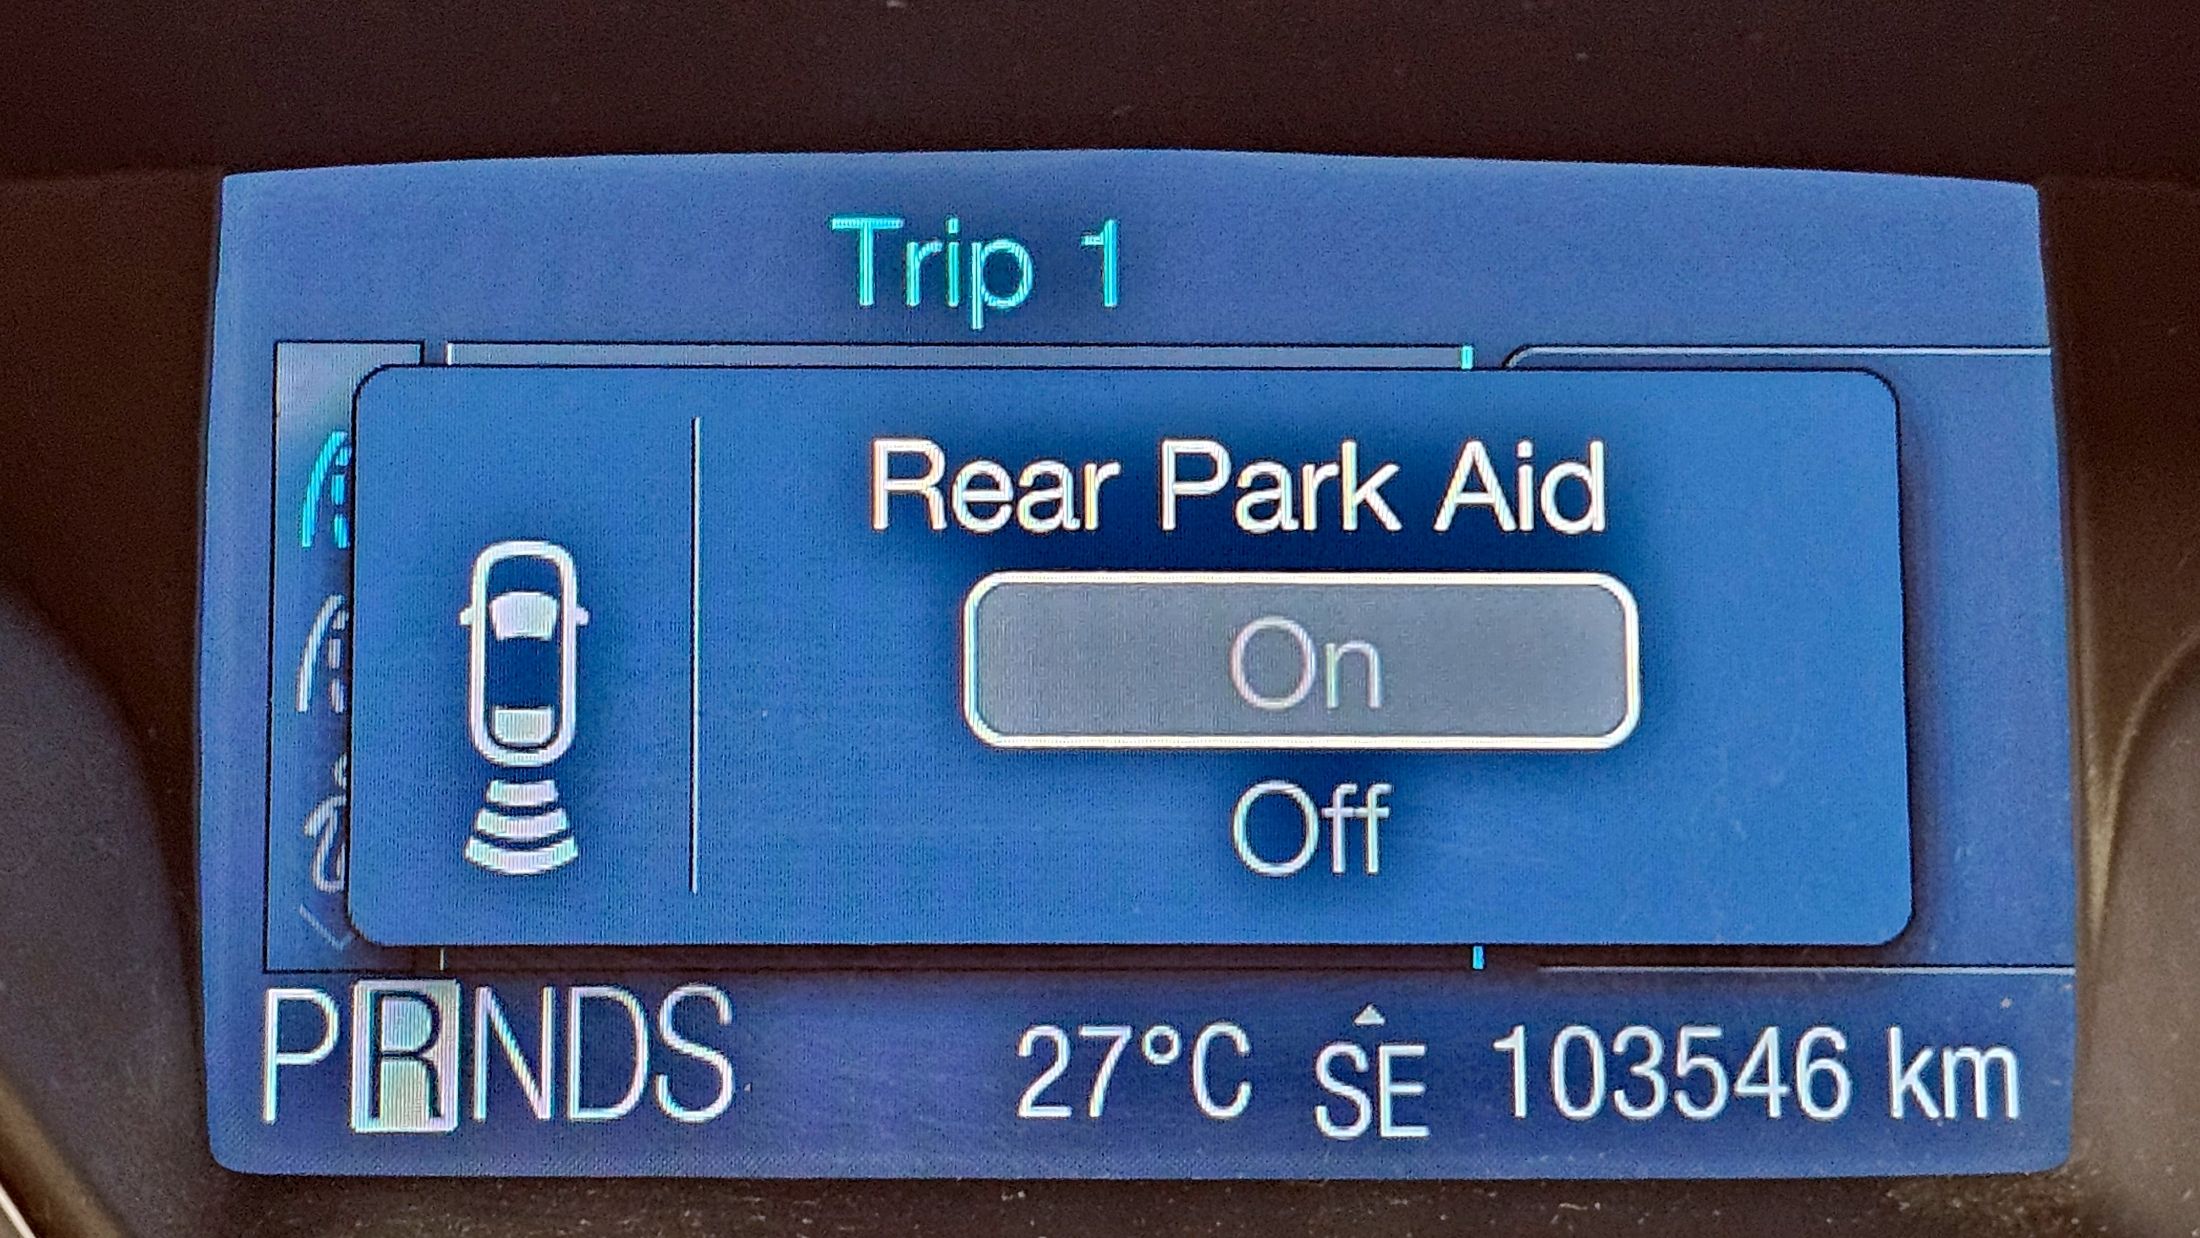 Trip 1
Rear Park Aid
On
Off
PRNDS 27°C SE 103546 km